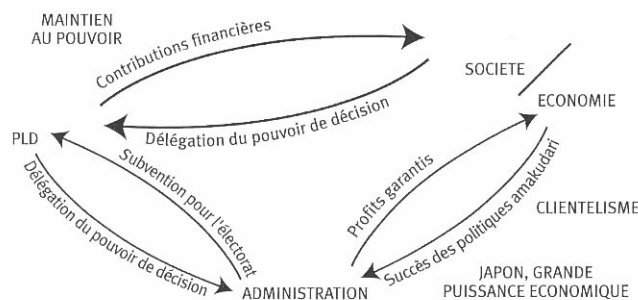 MAINTIEN
AU POUVOIR
Contributions financières
SOCIETE
ECONOMIE
Délégation du pouvoir de décision
PLD
Subvention pour l'électorat
Délégation du pouvoir de décision
Profits garantis
Succès des politiques amakudari
CLIENTELISME
ADMINISTRATION
JAPON, GRANDE
PUISSANCE ECONOMIQUE